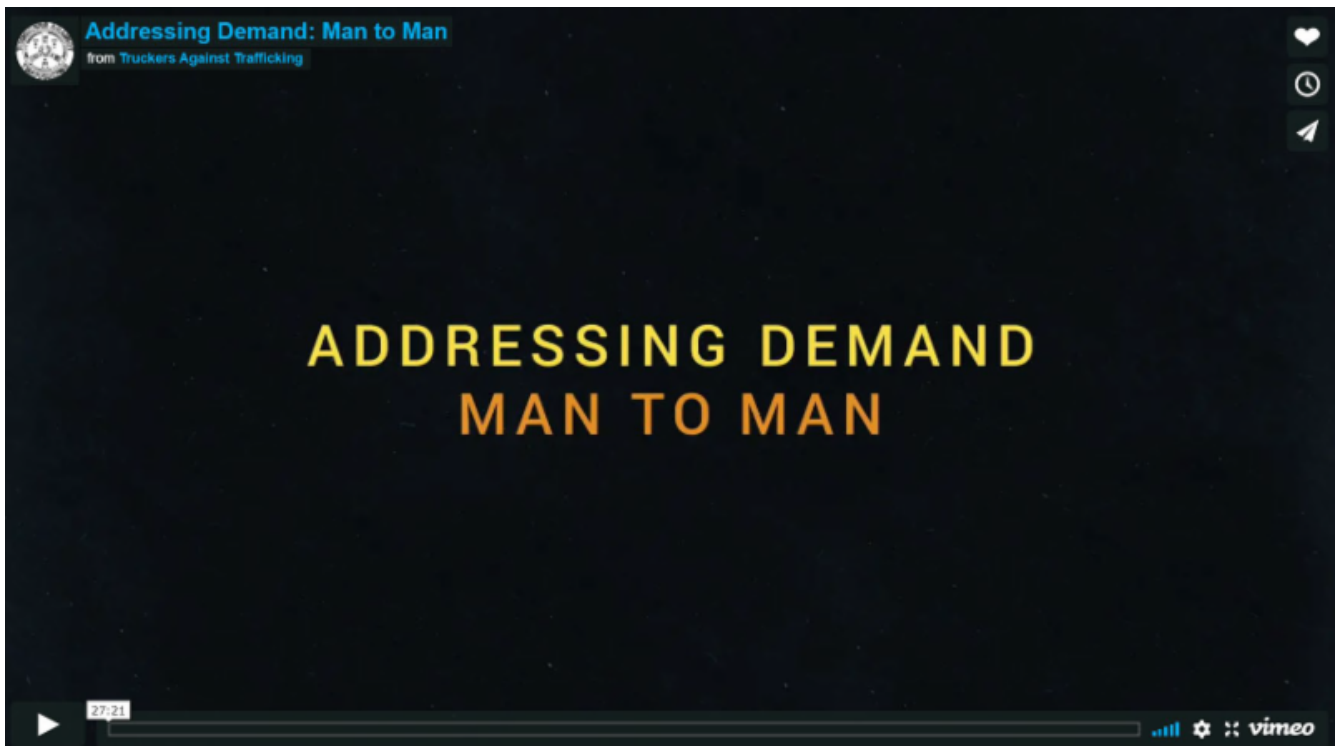 Addressing Demand: Man to Man
from Truckers Against Trafficking
ADDRESSING DEMAND
MAN TO MAN
27:21
vimeo